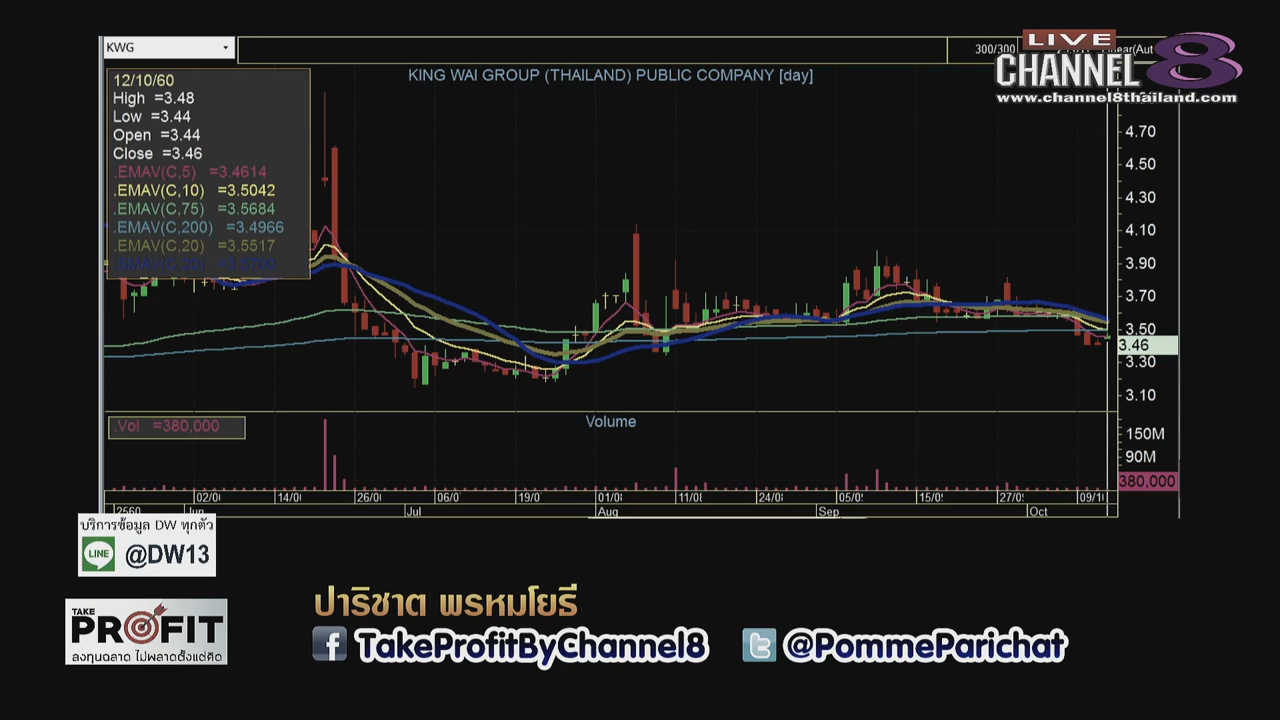 KWG
300/300
LIVE
CHANNEL 8
www.channel8thailand.com
KING WAI GROUP (THAILAND) PUBLIC COMPANY [day]
12/10/60
High =3.48
Low =3.44
Open =3.44
Close =3.46
.EMAV(C,5) =3.4614
.EMAV(C,10) =3.5042
.EMAV(C,75) =3.5684
.EMAV(C,200) =3.4966
.EMAV(C,20) =3.5517
4.70
4.50
4.30
4.10
3.90
3.70
3.50
3.46
3.30
3.10
.Vol =380,000
Volume
150M
90M
380,000
02/0 14/0 26/0 06/0 19/0 01/0 11/0 24/0 05/0 15/0 27/0 09/10
2560 Jun Jul Aug Sep Oct
บริการข้อมูล DW ทุกตัว
LINE @DW13
TAKE
PROFIT
ลงทุนฉลาด ไม่พลาดตั้งแต่คิด
ปาริชาต พรหมโยธี
f TakeProfitByChannel8 t @PommeParichat